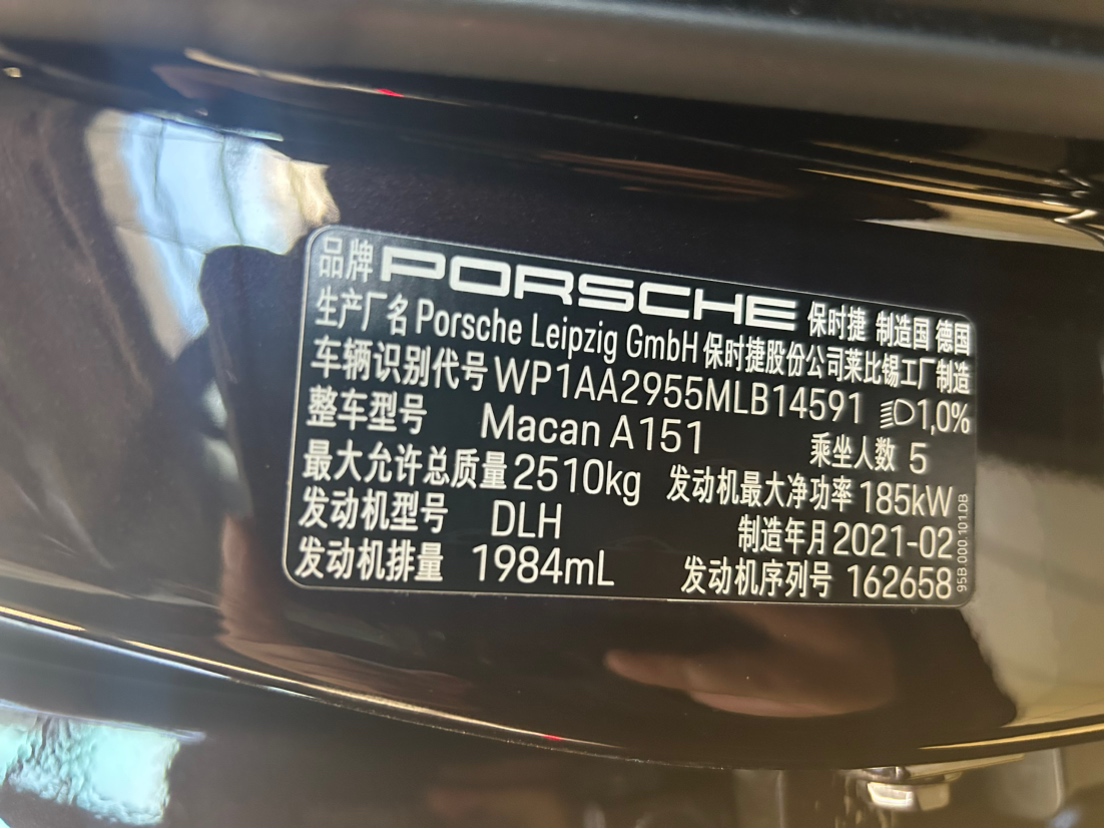 品牌 PORSCHE 保时捷 制造国 德国
生产厂名 Porsche Leipzig GmbH 保时捷股份公司莱比锡工厂制造
车辆识别代号 WP1AA2955MLB14591 1,0%
整车型号 Macan A151 乘坐人数 5
最大允许总质量 2510kg 发动机最大净功率 185kW
发动机型号 DLH 制造年月 2021-02
发动机排量 1984mL 发动机序列号 162658
95B.000.101.DB